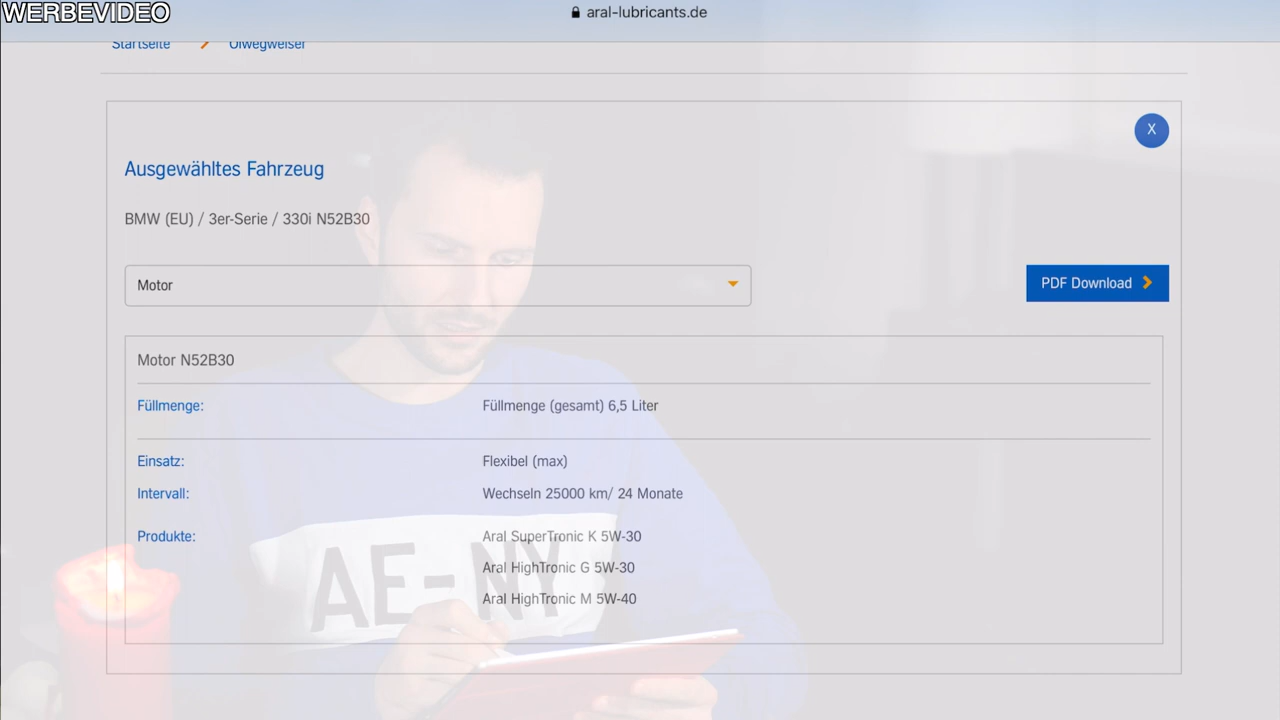 WERBEVIDEO
aral-lubricants.de
Startseite
Ölwegweiser
X
Ausgewähltes Fahrzeug
BMW (EU) / 3er-Serie / 330i N52B30
Motor
PDF Download
Motor N52B30
Füllmenge: Füllmenge (gesamt) 6,5 Liter
Einsatz: Flexibel (max)
Intervall: Wechseln 25000 km/ 24 Monate
Produkte: Aral SuperTronic K 5W-30
Aral HighTronic G 5W-30
Aral HighTronic M 5W-40
AE-NY